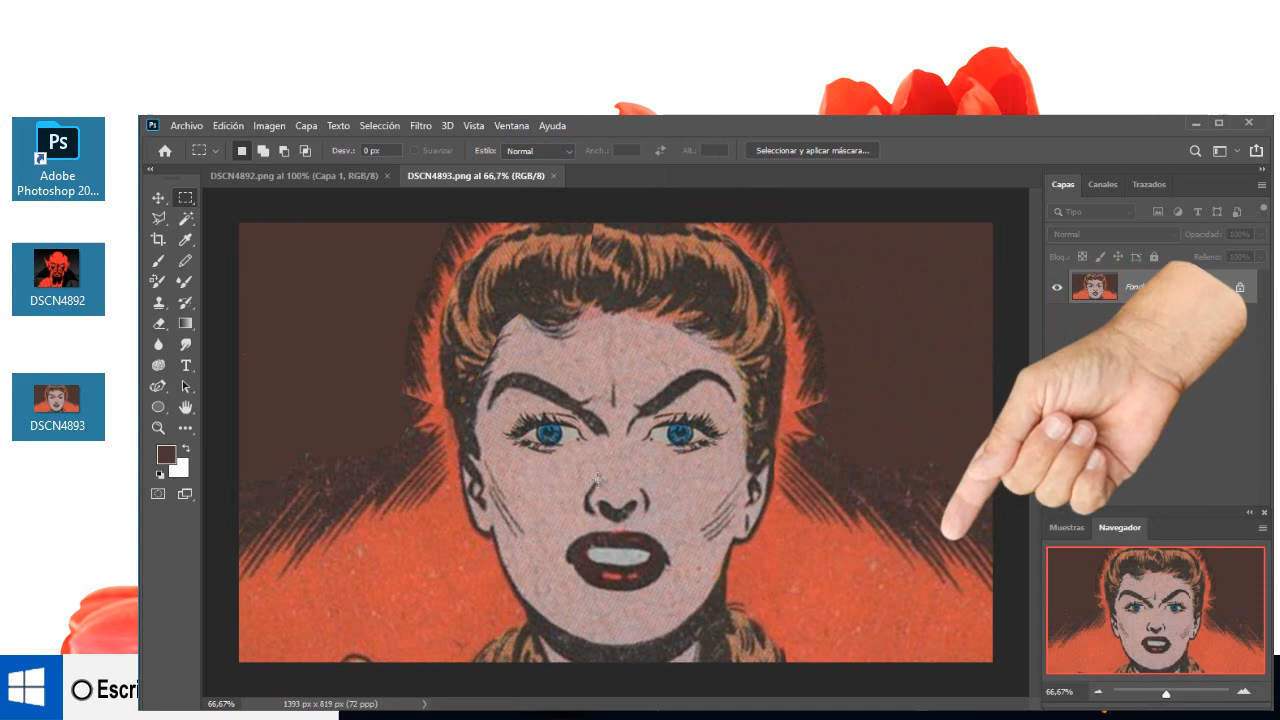 Ps
Adobe
Photoshop 20...
DSCN4892
DSCN4893
Ps
Archivo Edición Imagen Capa Texto Selección Filtro 3D Vista Ventana Ayuda
Desv.: 0 px Suavizar Estilo: Normal Anch.: Alt.: Seleccionar y aplicar máscara...
DSCN4892.png al 100% (Capa 1, RGB/8) × DSCN4893.png al 66,7% (RGB/8) ×
Capas Canales Trazados
Tipo
Normal Opacidad: 100%
Bloq.: Relleno: 100%
Muestras Navegador
66,67%
66,67% 1393 px x 819 px (72 ppp)